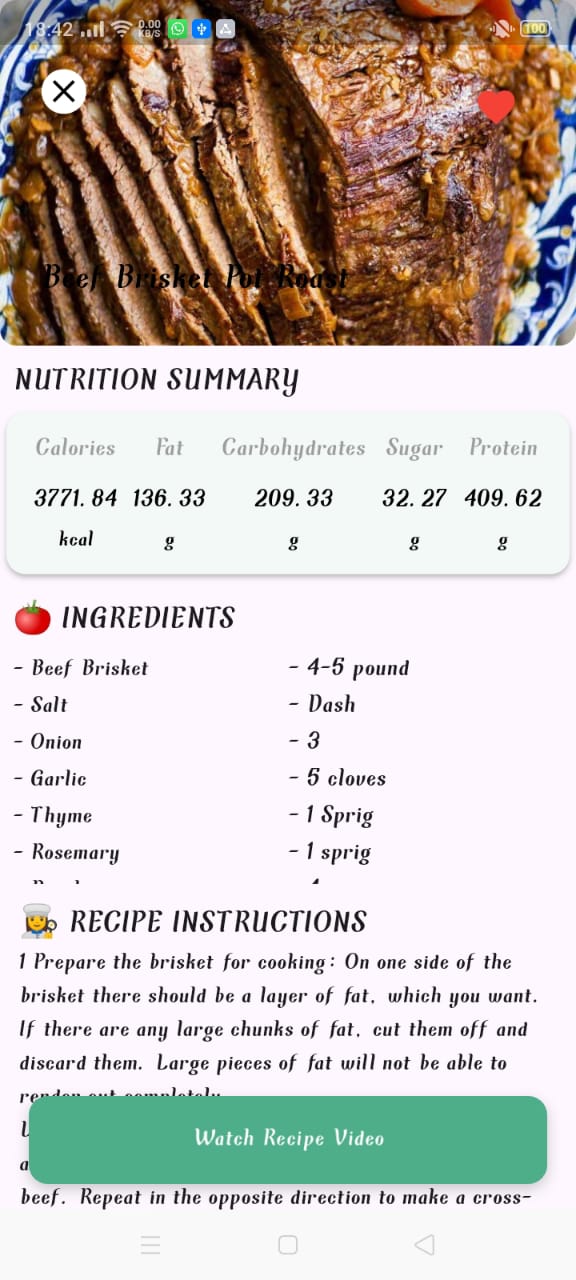 18:42 0.00 KB/S 100
Beef Brisket Pot Roast
NUTRITION SUMMARY
Calories Fat Carbohydrates Sugar Protein
3771.84 136.33 209.33 32.27 409.62
kcal g g g g
INGREDIENTS
- Beef Brisket - 4-5 pound
- Salt - Dash
- Onion - 3
- Garlic - 5 cloves
- Thyme - 1 Sprig
- Rosemary - 1 sprig
RECIPE INSTRUCTIONS
1 Prepare the brisket for cooking: On one side of the
brisket there should be a layer of fat, which you want.
If there are any large chunks of fat, cut them off and
discard them. Large pieces of fat will not be able to
render out completely.
Watch Recipe Video
beef. Repeat in the opposite direction to make a cross-